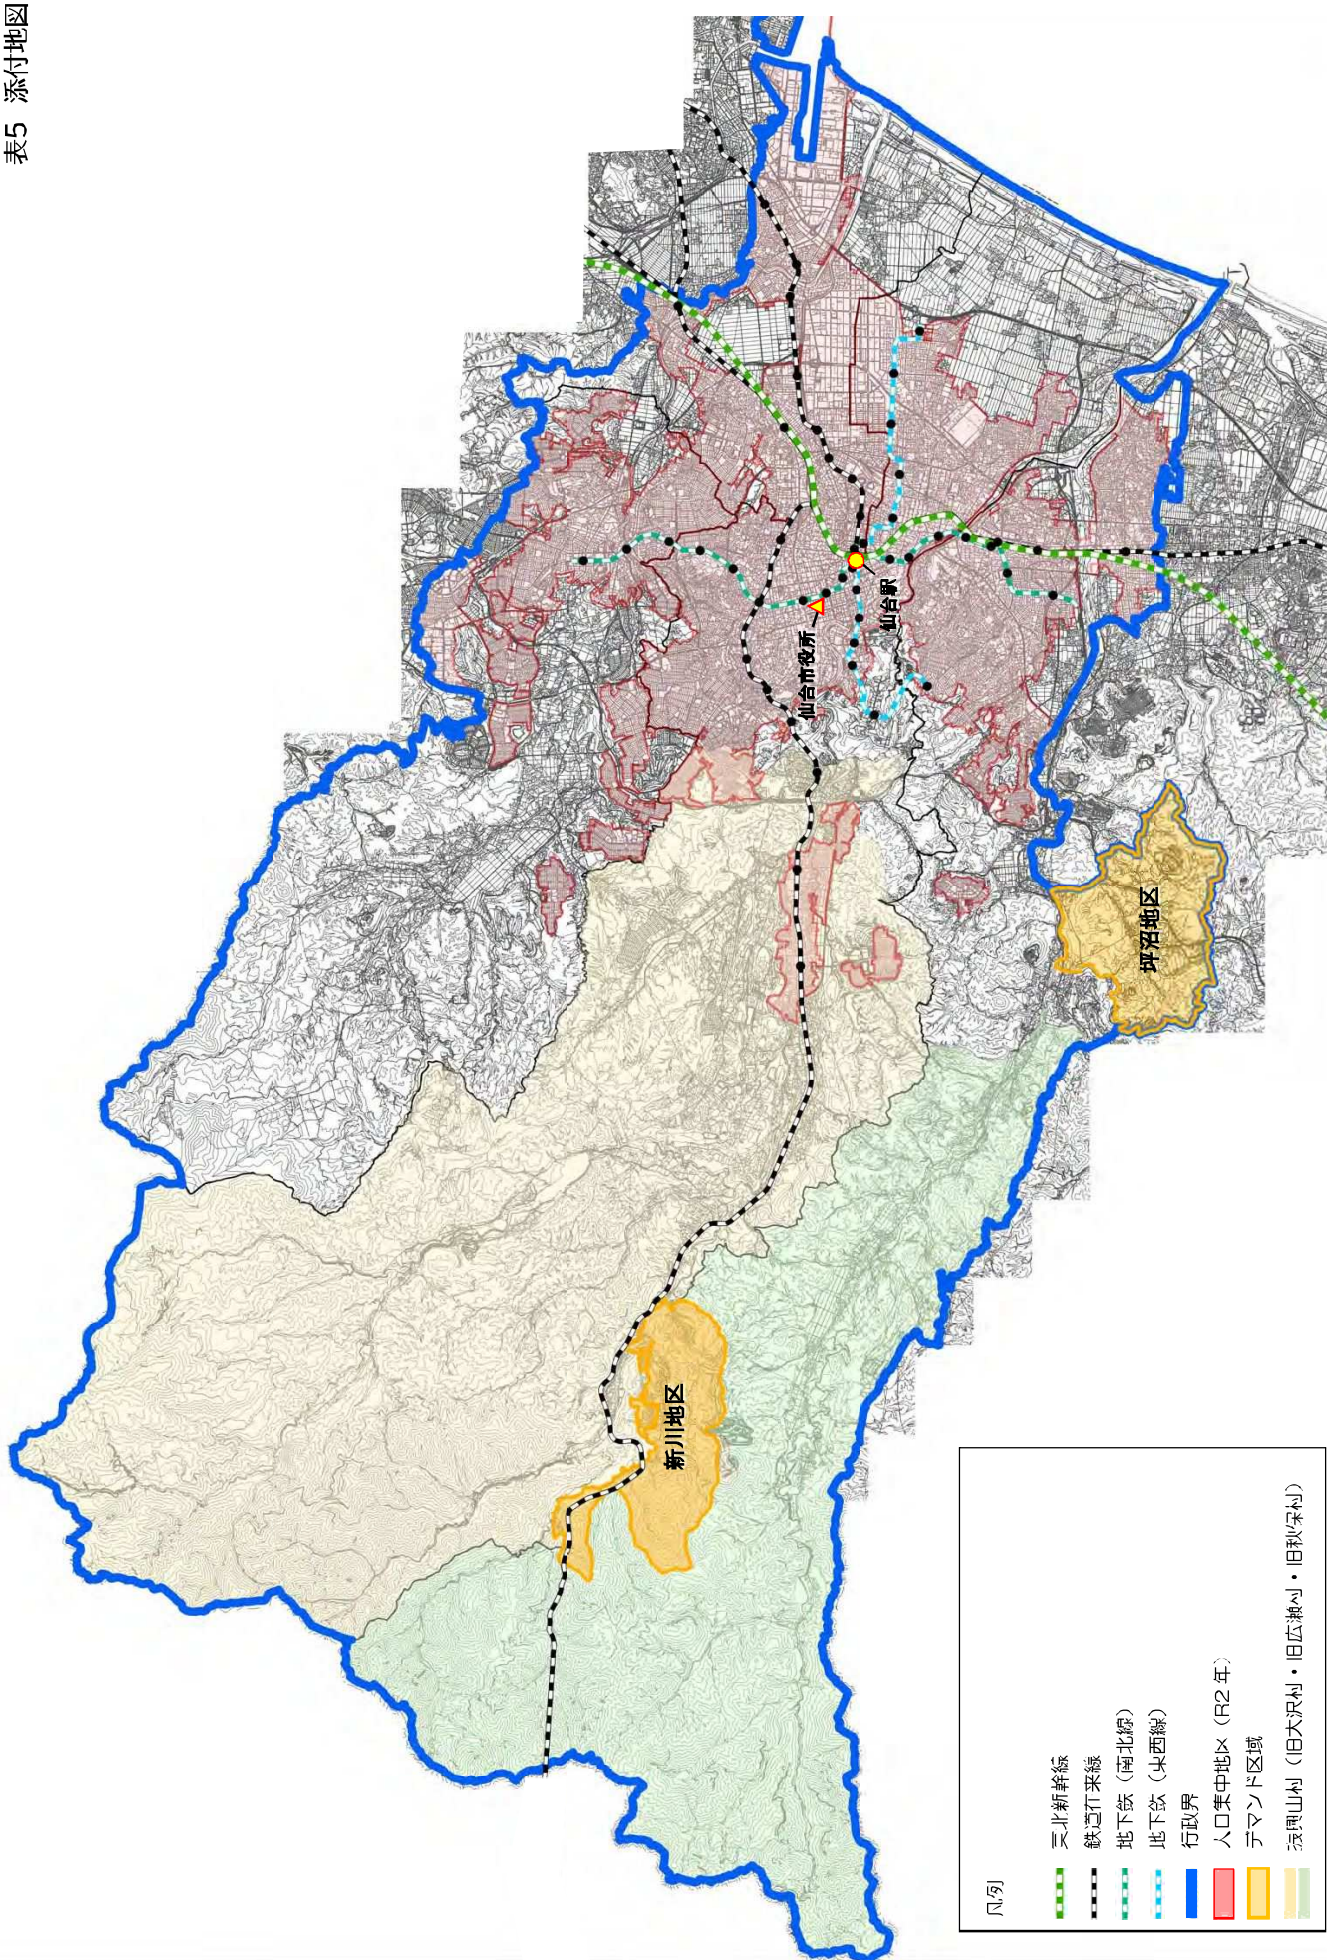 表5 添付地図
仙台市役所
仙台駅
新川地区
坪沼地区
凡例
東北新幹線
鉄道在来線
地下鉄（南北線）
地下鉄（東西線）
行政界
人口集中地区（R2 年）
デマンド区域
振興山村（旧大沢村・旧広瀬村・旧秋保村）